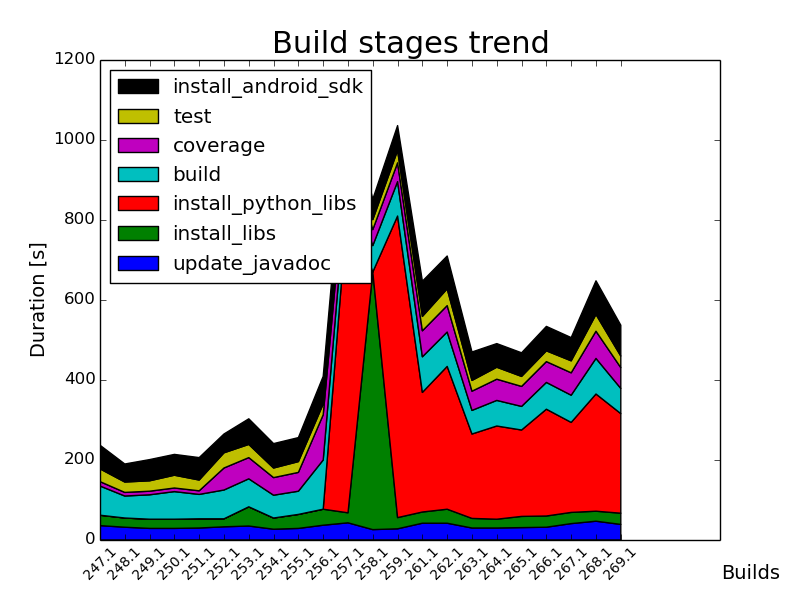 Build stages trend
1200
1000
800
600
400
200
0
Duration [s]
install_android_sdk
test
coverage
build
install_python_libs
install_libs
update_javadoc
247.1
248.1
249.1
250.1
251.1
252.1
253.1
254.1
255.1
256.1
257.1
258.1
259.1
261.1
262.1
263.1
264.1
265.1
266.1
267.1
268.1
269.1
Builds